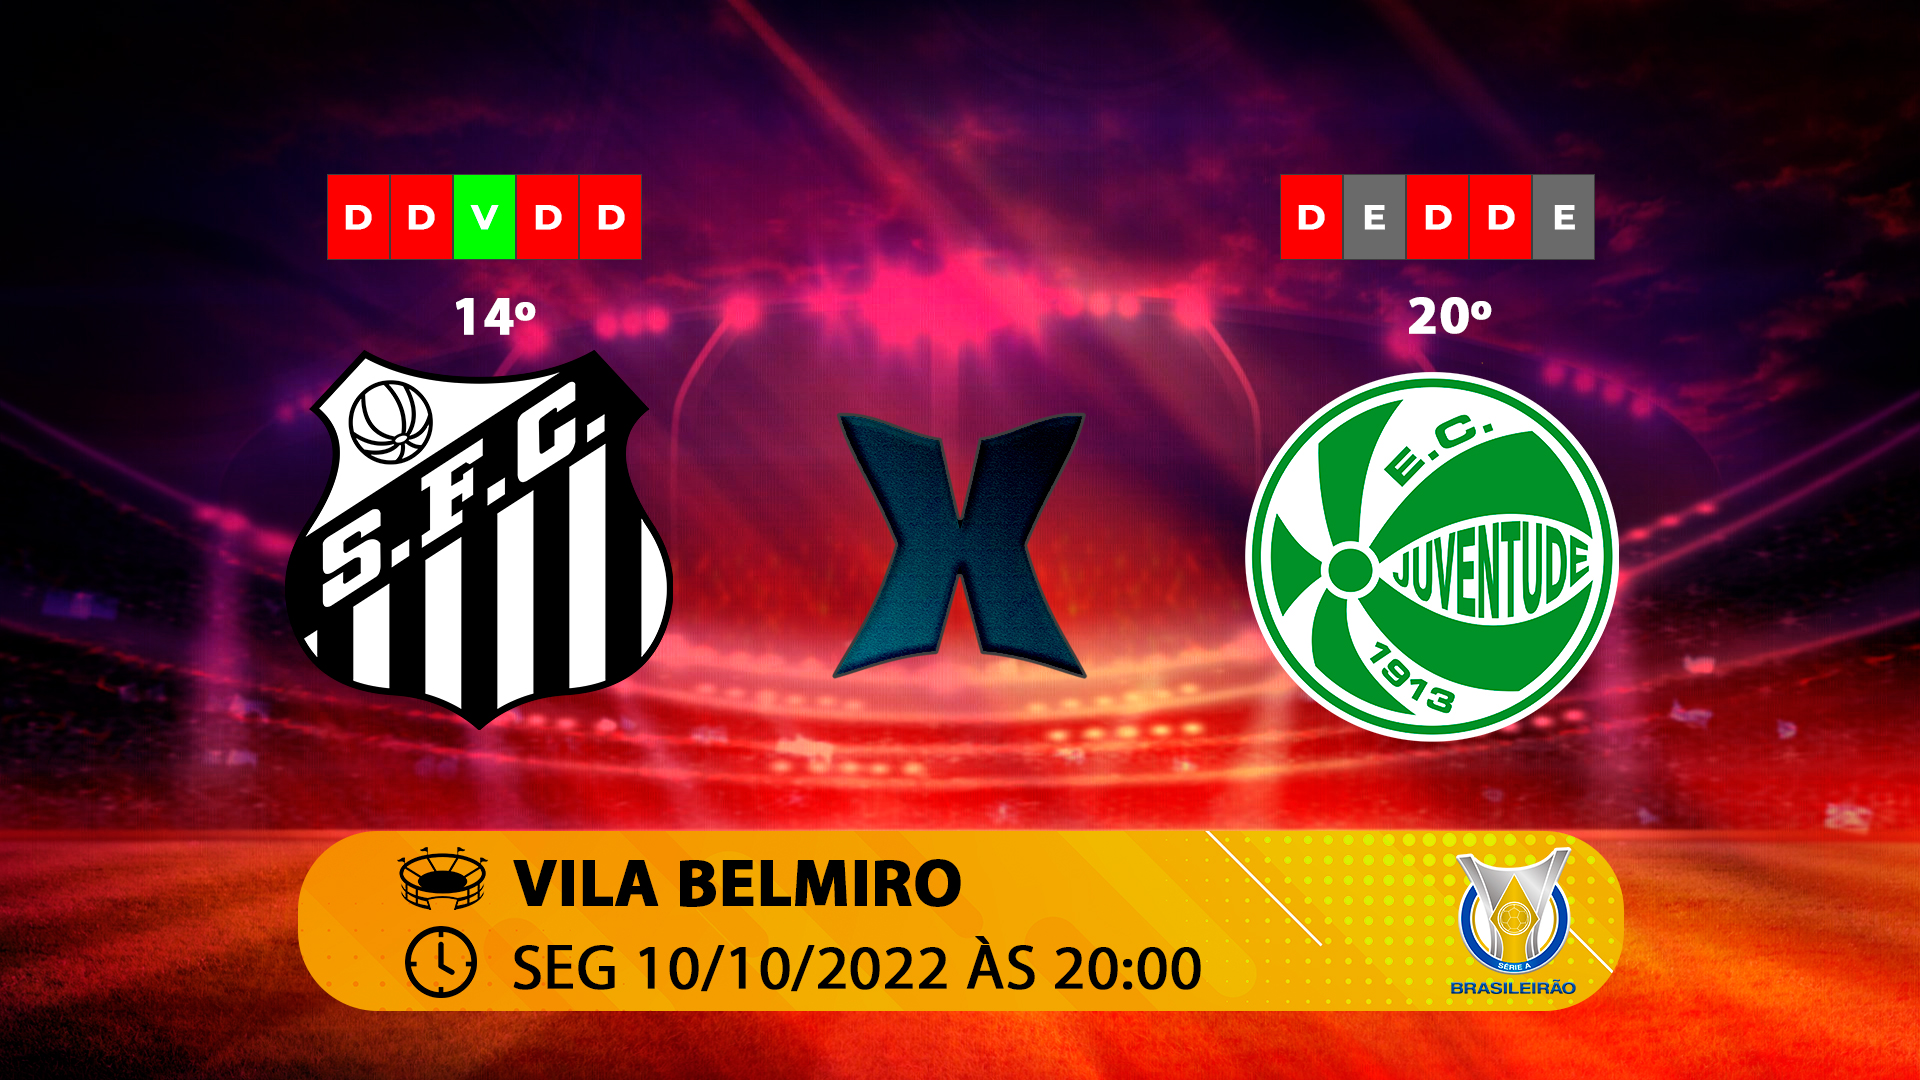 D D V D D
D E D D E
14º
20º
S.F.C.
E.C.
JUVENTUDE
1913
X
VILA BELMIRO
SEG 10/10/2022 ÀS 20:00
SÉRIE A
BRASILEIRÃO